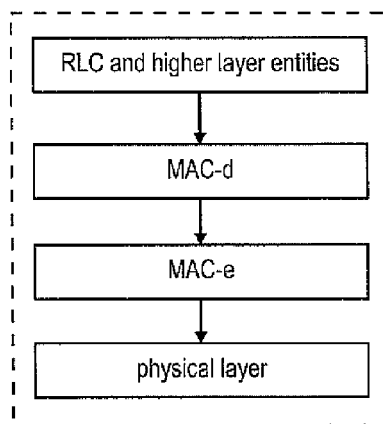 RLC and higher layer entities
MAC-d
MAC-e
physical layer